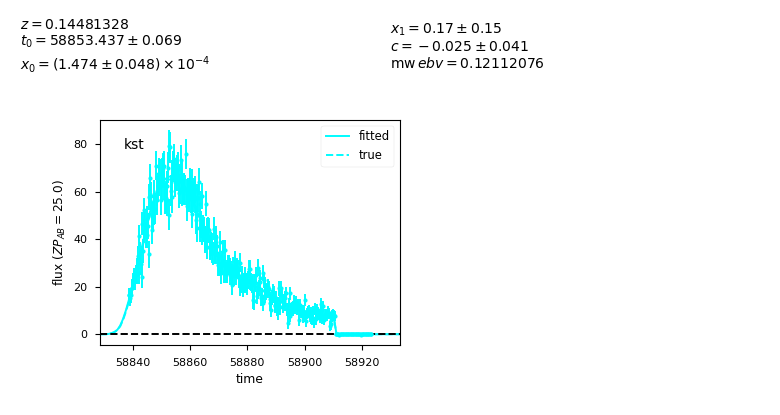 z = 0.14481328
t₀ = 58853.437 ± 0.069
x₀ = (1.474 ± 0.048) × 10⁻⁴
x₁ = 0.17 ± 0.15
c = −0.025 ± 0.041
mw ebv = 0.12112076
kst
fitted
true
80
60
40
20
0
flux (ZP_AB = 25.0)
58840 58860 58880 58900 58920
time